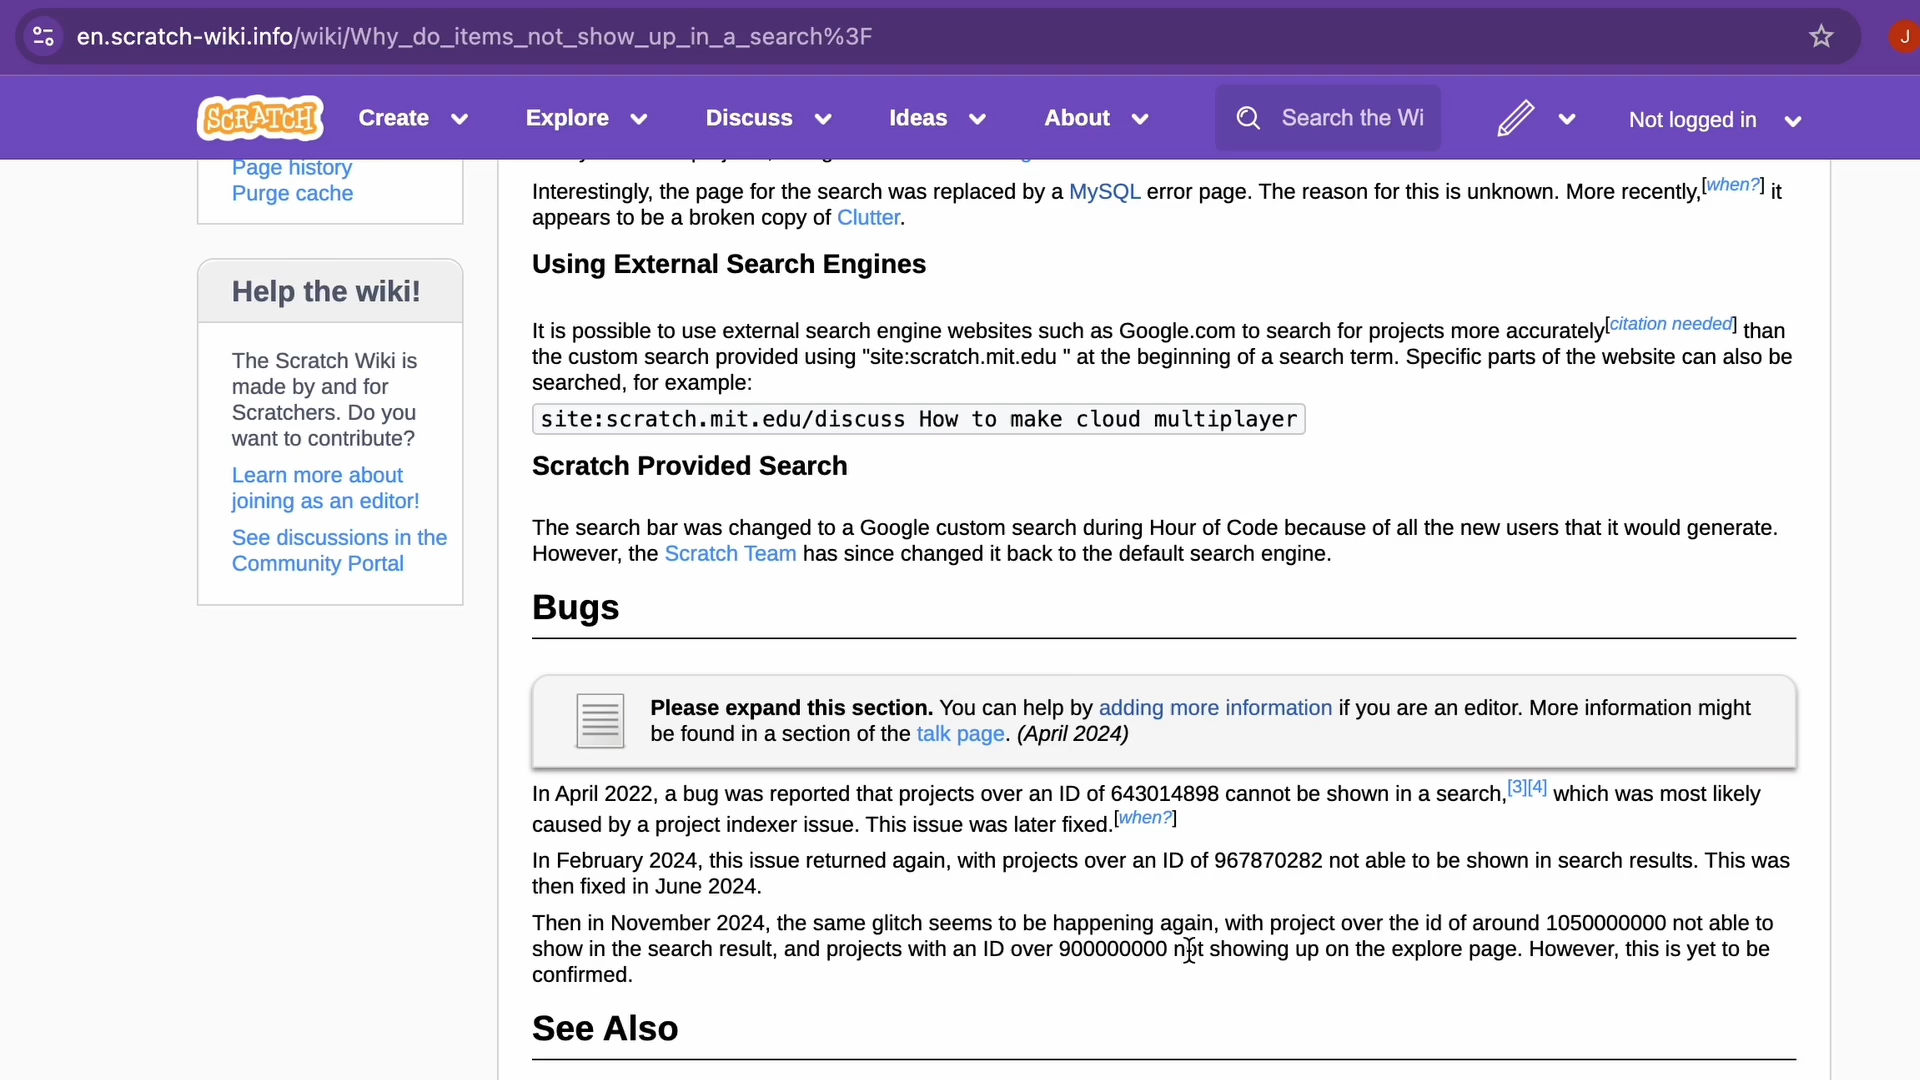 en.scratch-wiki.info/wiki/Why_do_items_not_show_up_in_a_search%3F
J
SCRATCH
Create
Explore
Discuss
Ideas
About
Search the Wi
Not logged in
Page history
Purge cache
Help the wiki!
The Scratch Wiki is
made by and for
Scratchers. Do you
want to contribute?
Learn more about
joining as an editor!
See discussions in the
Community Portal
Interestingly, the page for the search was replaced by a MySQL error page. The reason for this is unknown. More recently,[when?] it
appears to be a broken copy of Clutter.
Using External Search Engines
It is possible to use external search engine websites such as Google.com to search for projects more accurately[citation needed] than
the custom search provided using "site:scratch.mit.edu " at the beginning of a search term. Specific parts of the website can also be
searched, for example:
site:scratch.mit.edu/discuss How to make cloud multiplayer
Scratch Provided Search
The search bar was changed to a Google custom search during Hour of Code because of all the new users that it would generate.
However, the Scratch Team has since changed it back to the default search engine.
Bugs
Please expand this section. You can help by adding more information if you are an editor. More information might
be found in a section of the talk page. (April 2024)
In April 2022, a bug was reported that projects over an ID of 643014898 cannot be shown in a search,[3][4] which was most likely
caused by a project indexer issue. This issue was later fixed.[when?]
In February 2024, this issue returned again, with projects over an ID of 967870282 not able to be shown in search results. This was
then fixed in June 2024.
Then in November 2024, the same glitch seems to be happening again, with project over the id of around 1050000000 not able to
show in the search result, and projects with an ID over 900000000 not showing up on the explore page. However, this is yet to be
confirmed.
See Also